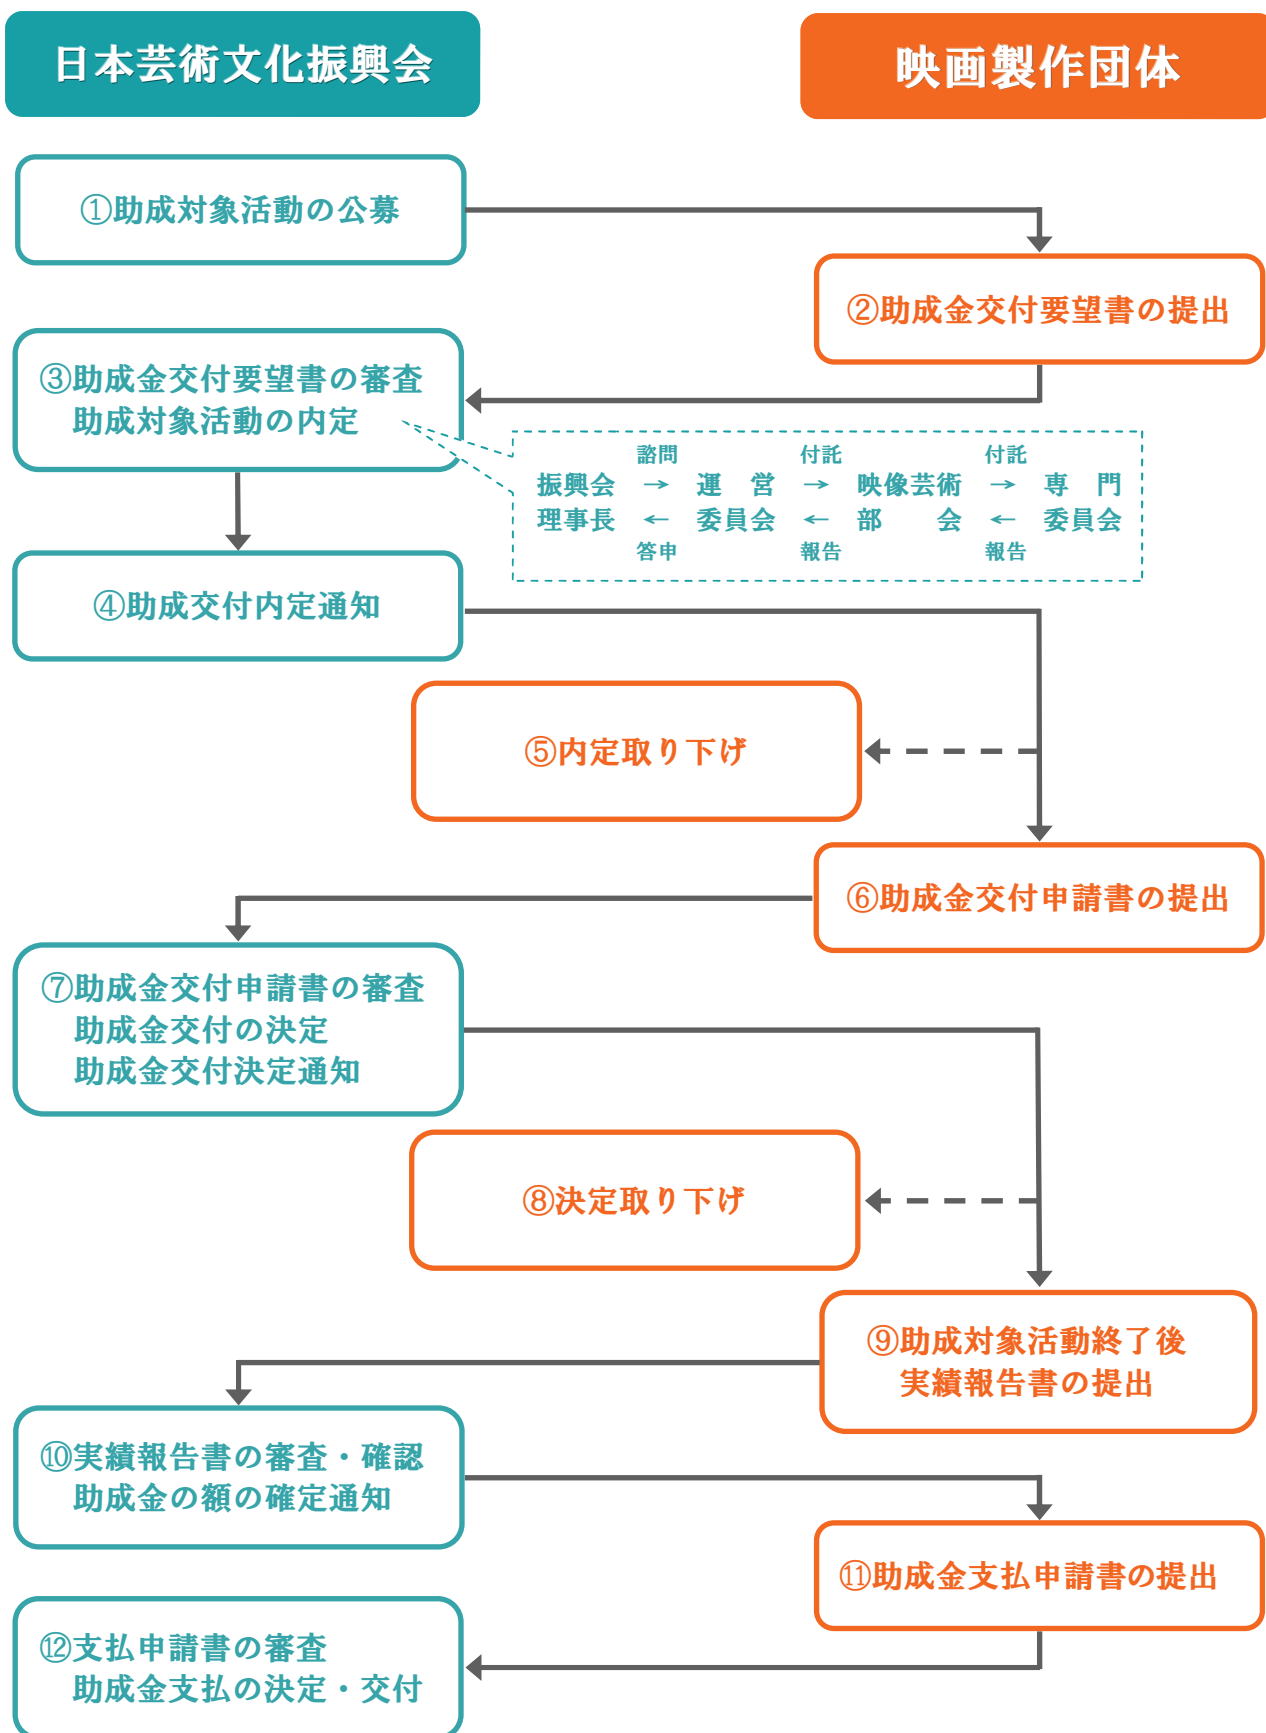 日本芸術文化振興会
映画製作団体
①助成対象活動の公募
②助成金交付要望書の提出
③助成金交付要望書の審査
助成対象活動の内定
諮問 付託 付託
振興会 → 運営 → 映像芸術 → 専門
理事長 ← 委員会 ← 部会 ← 委員会
答申 報告 報告
④助成交付内定通知
⑤内定取り下げ
⑥助成金交付申請書の提出
⑦助成金交付申請書の審査
助成金交付の決定
助成金交付決定通知
⑧決定取り下げ
⑨助成対象活動終了後
実績報告書の提出
⑩実績報告書の審査・確認
助成金の額の確定通知
⑪助成金支払申請書の提出
⑫支払申請書の審査
助成金支払の決定・交付